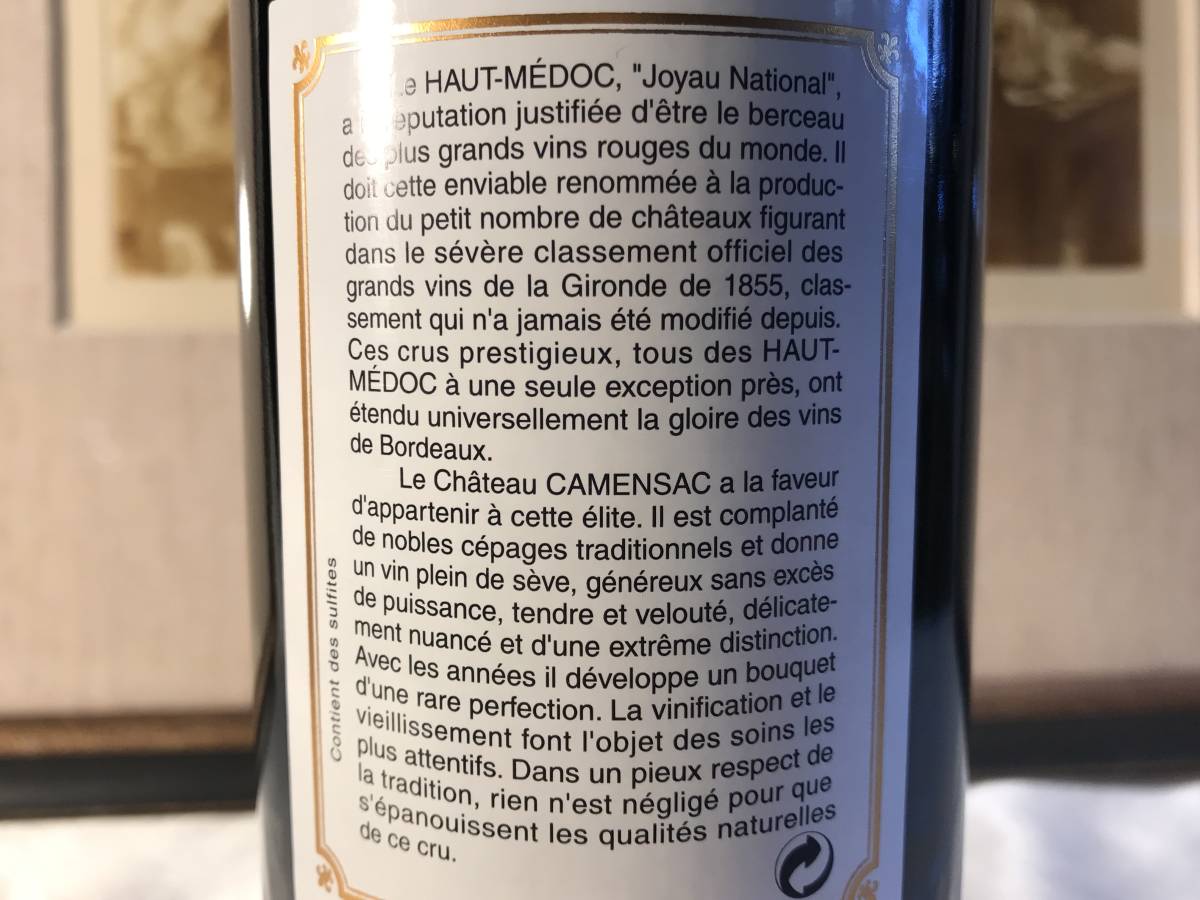 Le HAUT-MÉDOC, "Joyau National",
a la réputation justifiée d'être le berceau
des plus grands vins rouges du monde. Il
doit cette enviable renommée à la produc-
tion du petit nombre de châteaux figurant
dans le sévère classement officiel des
grands vins de la Gironde de 1855, clas-
sement qui n'a jamais été modifié depuis.
Ces crus prestigieux, tous des HAUT-
MÉDOC à une seule exception près, ont
étendu universellement la gloire des vins
de Bordeaux.
Le Château CAMENSAC a la faveur
d'appartenir à cette élite. Il est complanté
de nobles cépages traditionnels et donne
un vin plein de sève, généreux sans excès
de puissance, tendre et velouté, délicate-
ment nuancé et d'une extrême distinction.
Avec les années il développe un bouquet
d'une rare perfection. La vinification et le
vieillissement font l'objet des soins les
plus attentifs. Dans un pieux respect de
la tradition, rien n'est négligé pour que
s'épanouissent les qualités naturelles
de ce cru.
Contient des sulfites